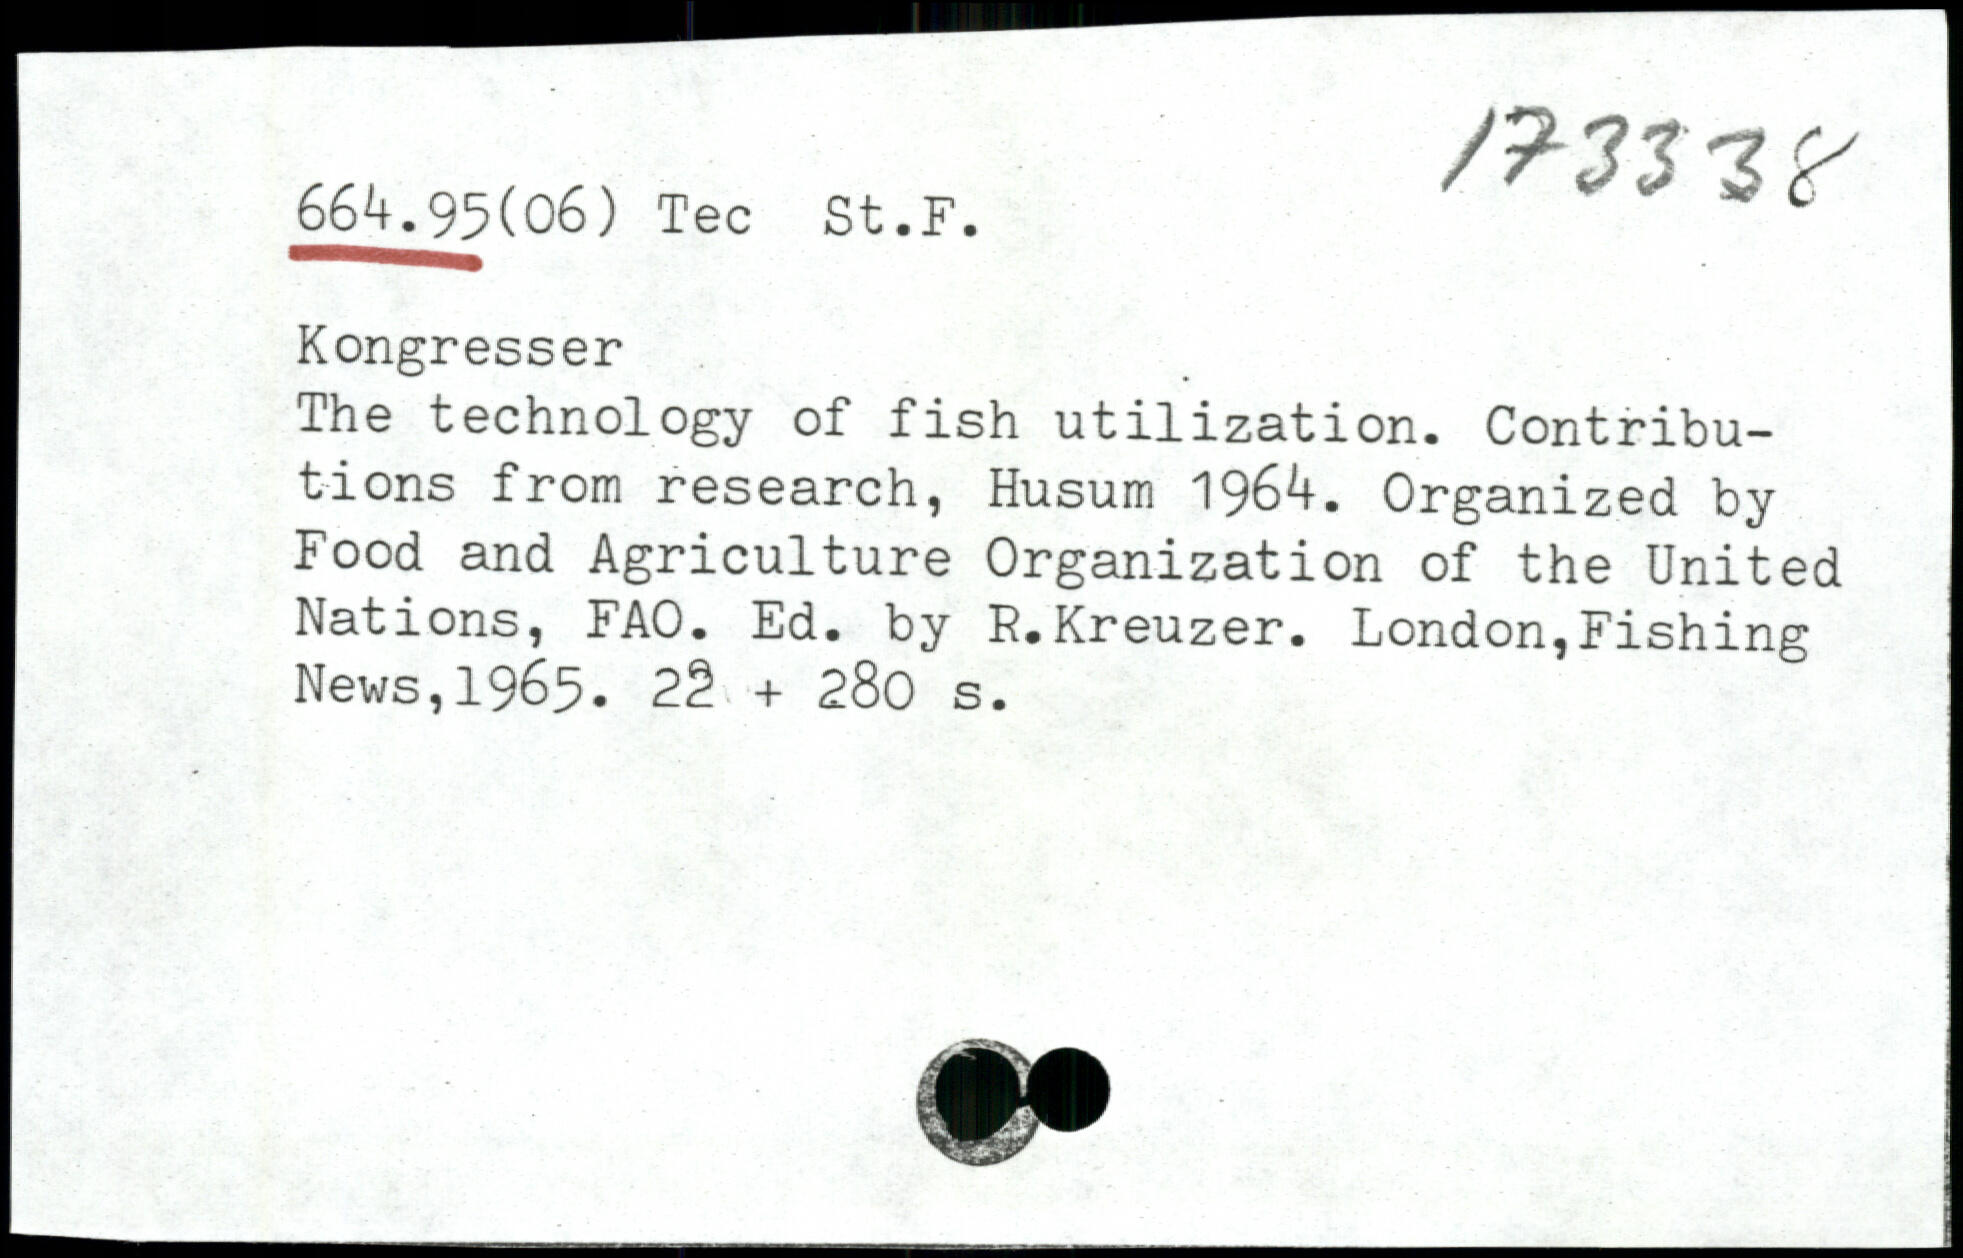 173338
664.95(06) Tec St.F.
Kongresser
The technology of fish utilization. Contribu-
tions from research, Husum 1964. Organized by
Food and Agriculture Organization of the United
Nations, FAO. Ed. by R.Kreuzer. London,Fishing
News,1965. 22 + 280 s.